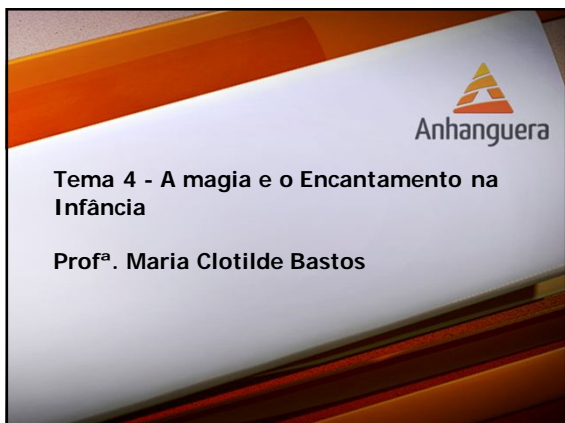 Anhanguera
Tema 4 - A magia e o Encantamento na
Infância
Profª. Maria Clotilde Bastos